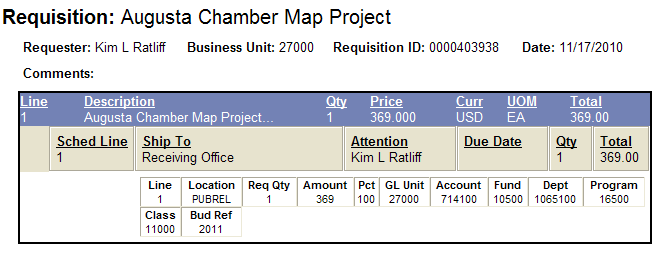 Requisition: Augusta Chamber Map Project
Requester: Kim L Ratliff Business Unit: 27000 Requisition ID: 0000403938 Date: 11/17/2010
Comments:
Line Description Qty Price Curr UOM Total
1 Augusta Chamber Map Project... 1 369.000 USD EA 369.00
Sched Line Ship To Attention Due Date Qty Total
1 Receiving Office Kim L Ratliff 1 369.00
Line Location Req Qty Amount Pct GL Unit Account Fund Dept Program
1 PUBREL 1 369 100 27000 714100 10500 1065100 16500
Class Bud Ref
11000 2011